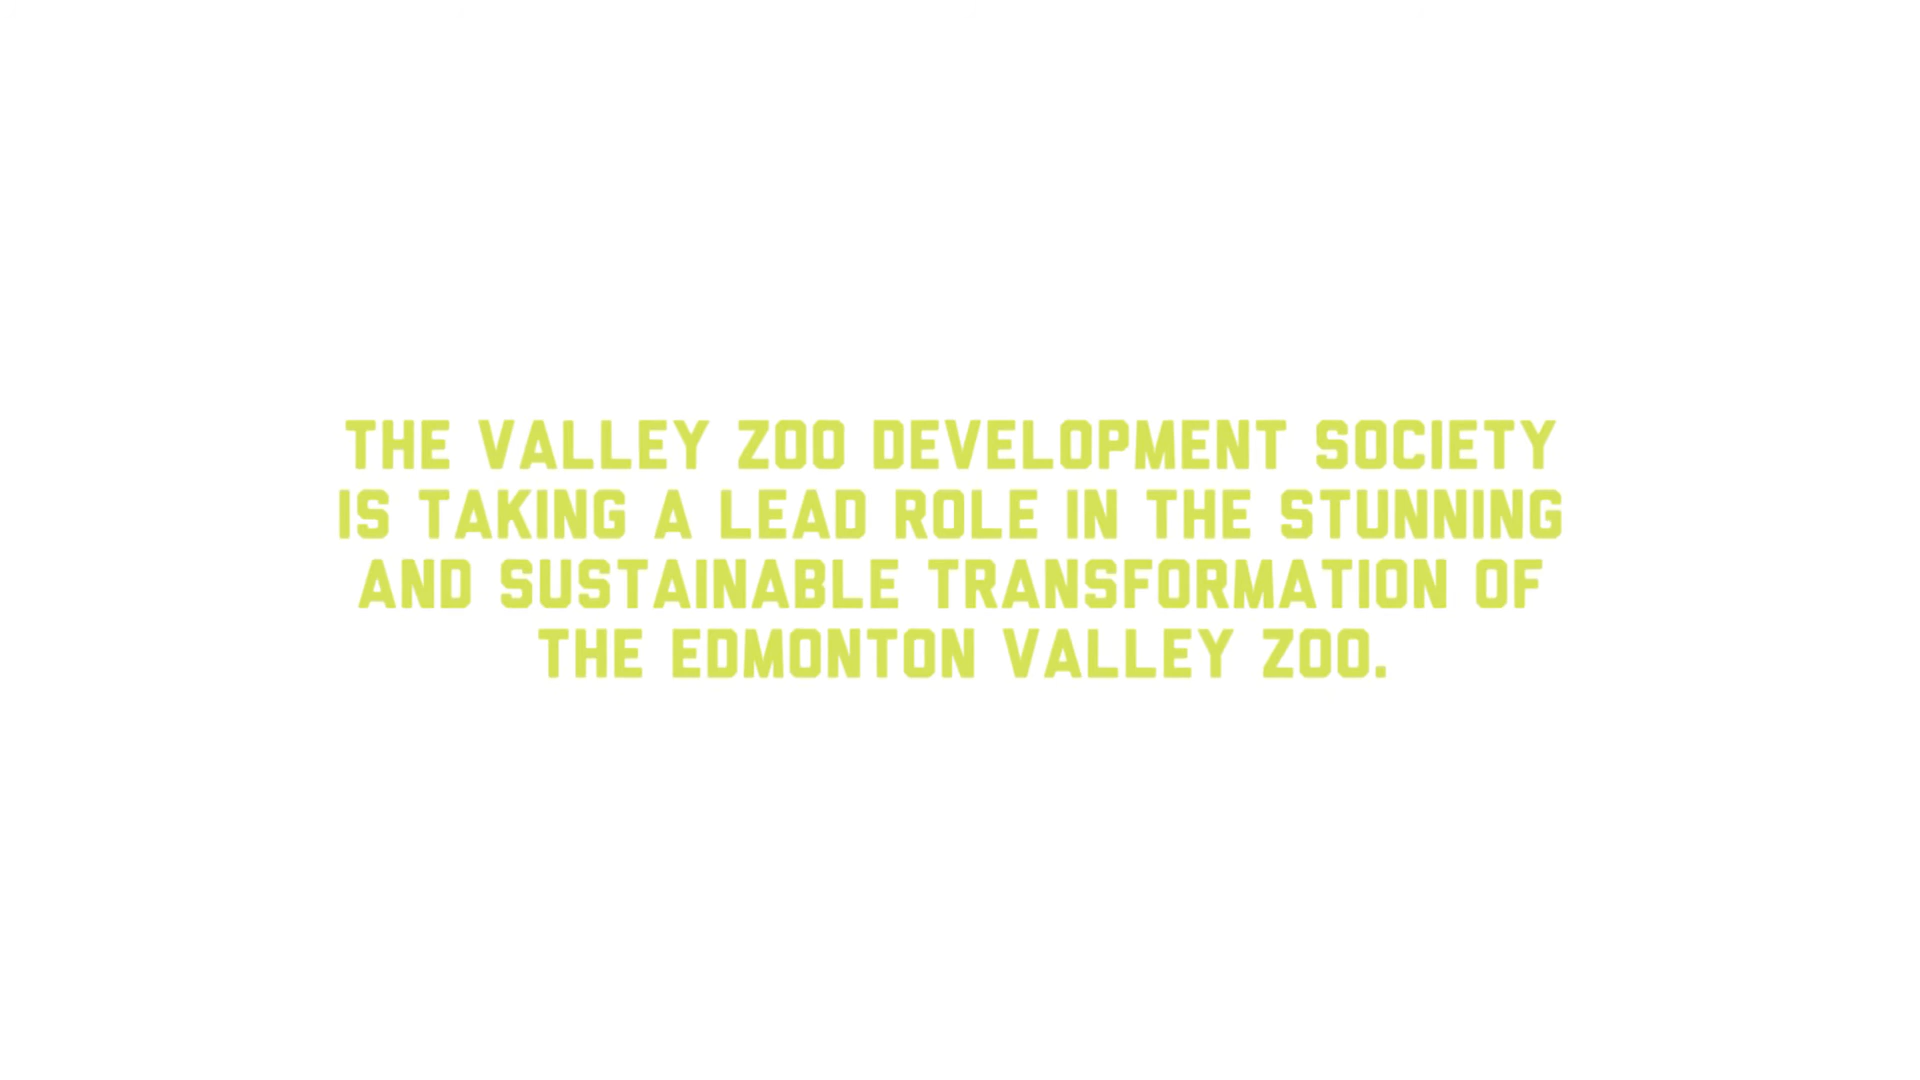 THE VALLEY ZOO DEVELOPMENT SOCIETY
IS TAKING A LEAD ROLE IN THE STUNNING
AND SUSTAINABLE TRANSFORMATION OF
THE EDMONTON VALLEY ZOO.